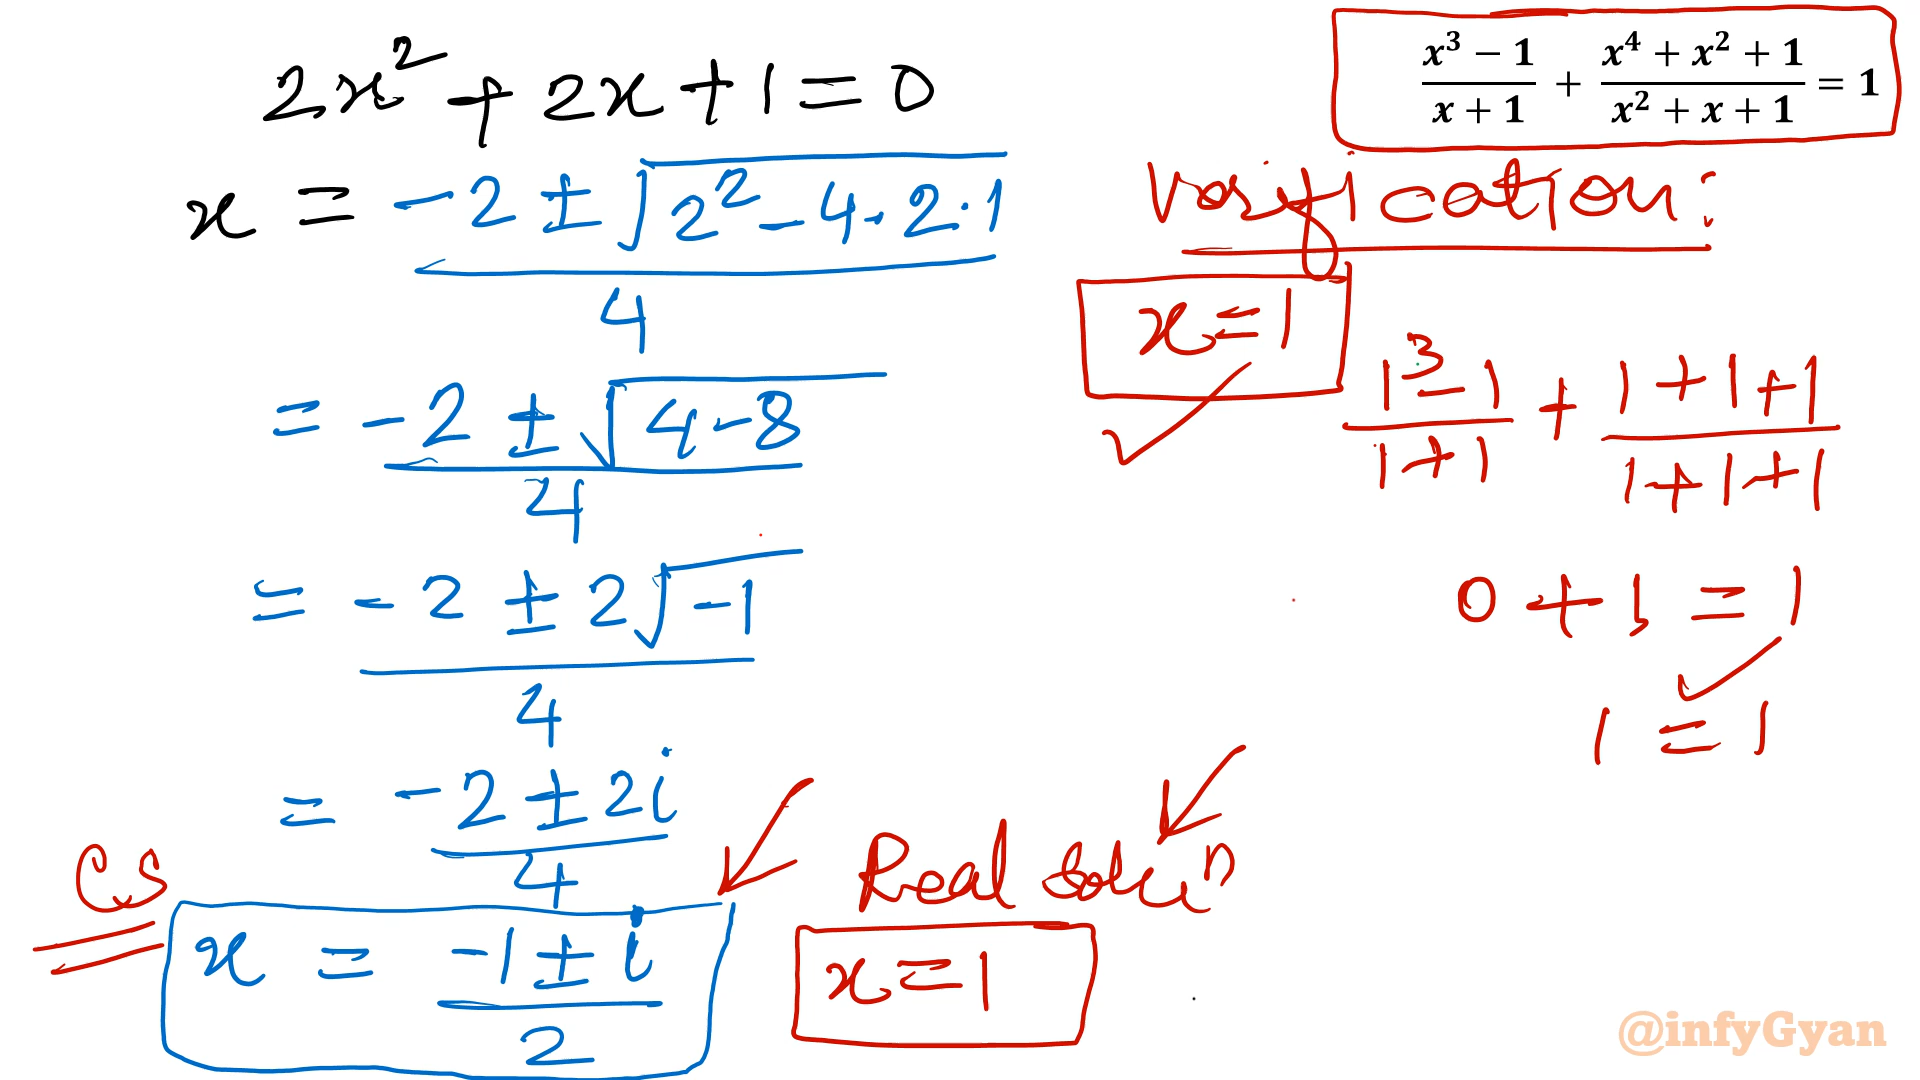 2x² + 2x + 1 = 0
x = -2 ± √(2² - 4·2·1) / 4
= -2 ± √(4-8) / 4
= -2 ± 2√-1 / 4
= -2 ± 2i / 4
CS
x = -1 ± i / 2
Real soluⁿ
x = 1
(x³ − 1)/(x + 1) + (x⁴ + x² + 1)/(x² + x + 1) = 1
Verification:
x = 1
(1³ - 1)/(1+1) + (1+1+1)/(1+1+1)
0 + 1 = 1
1 = 1
@infyGyan